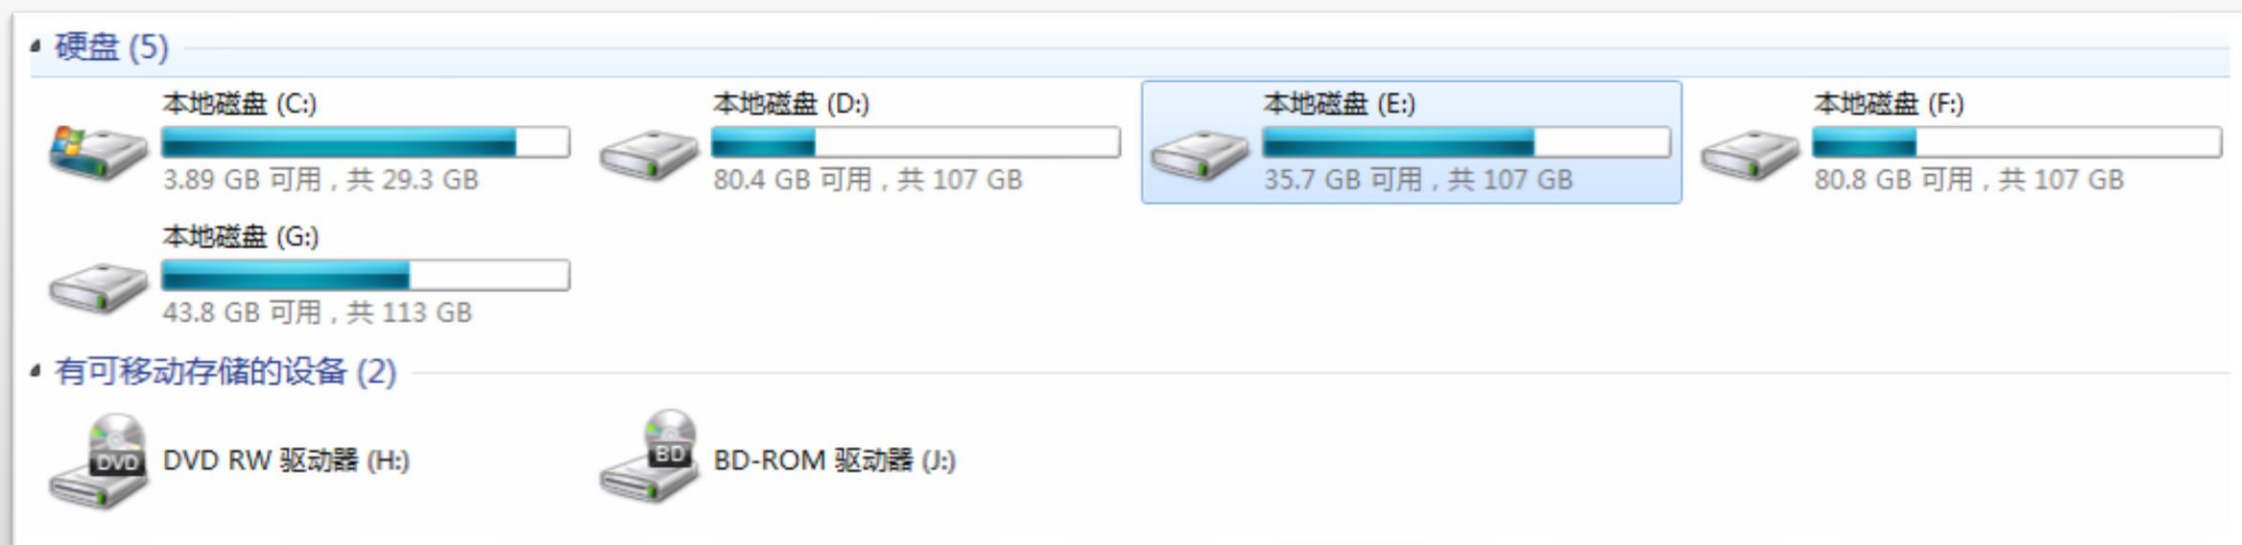 硬盘 (5)
本地磁盘 (C:)
3.89 GB 可用，共 29.3 GB
本地磁盘 (D:)
80.4 GB 可用，共 107 GB
本地磁盘 (E:)
35.7 GB 可用，共 107 GB
本地磁盘 (F:)
80.8 GB 可用，共 107 GB
本地磁盘 (G:)
43.8 GB 可用，共 113 GB
有可移动存储的设备 (2)
DVD
DVD RW 驱动器 (H:)
BD
BD-ROM 驱动器 (J:)